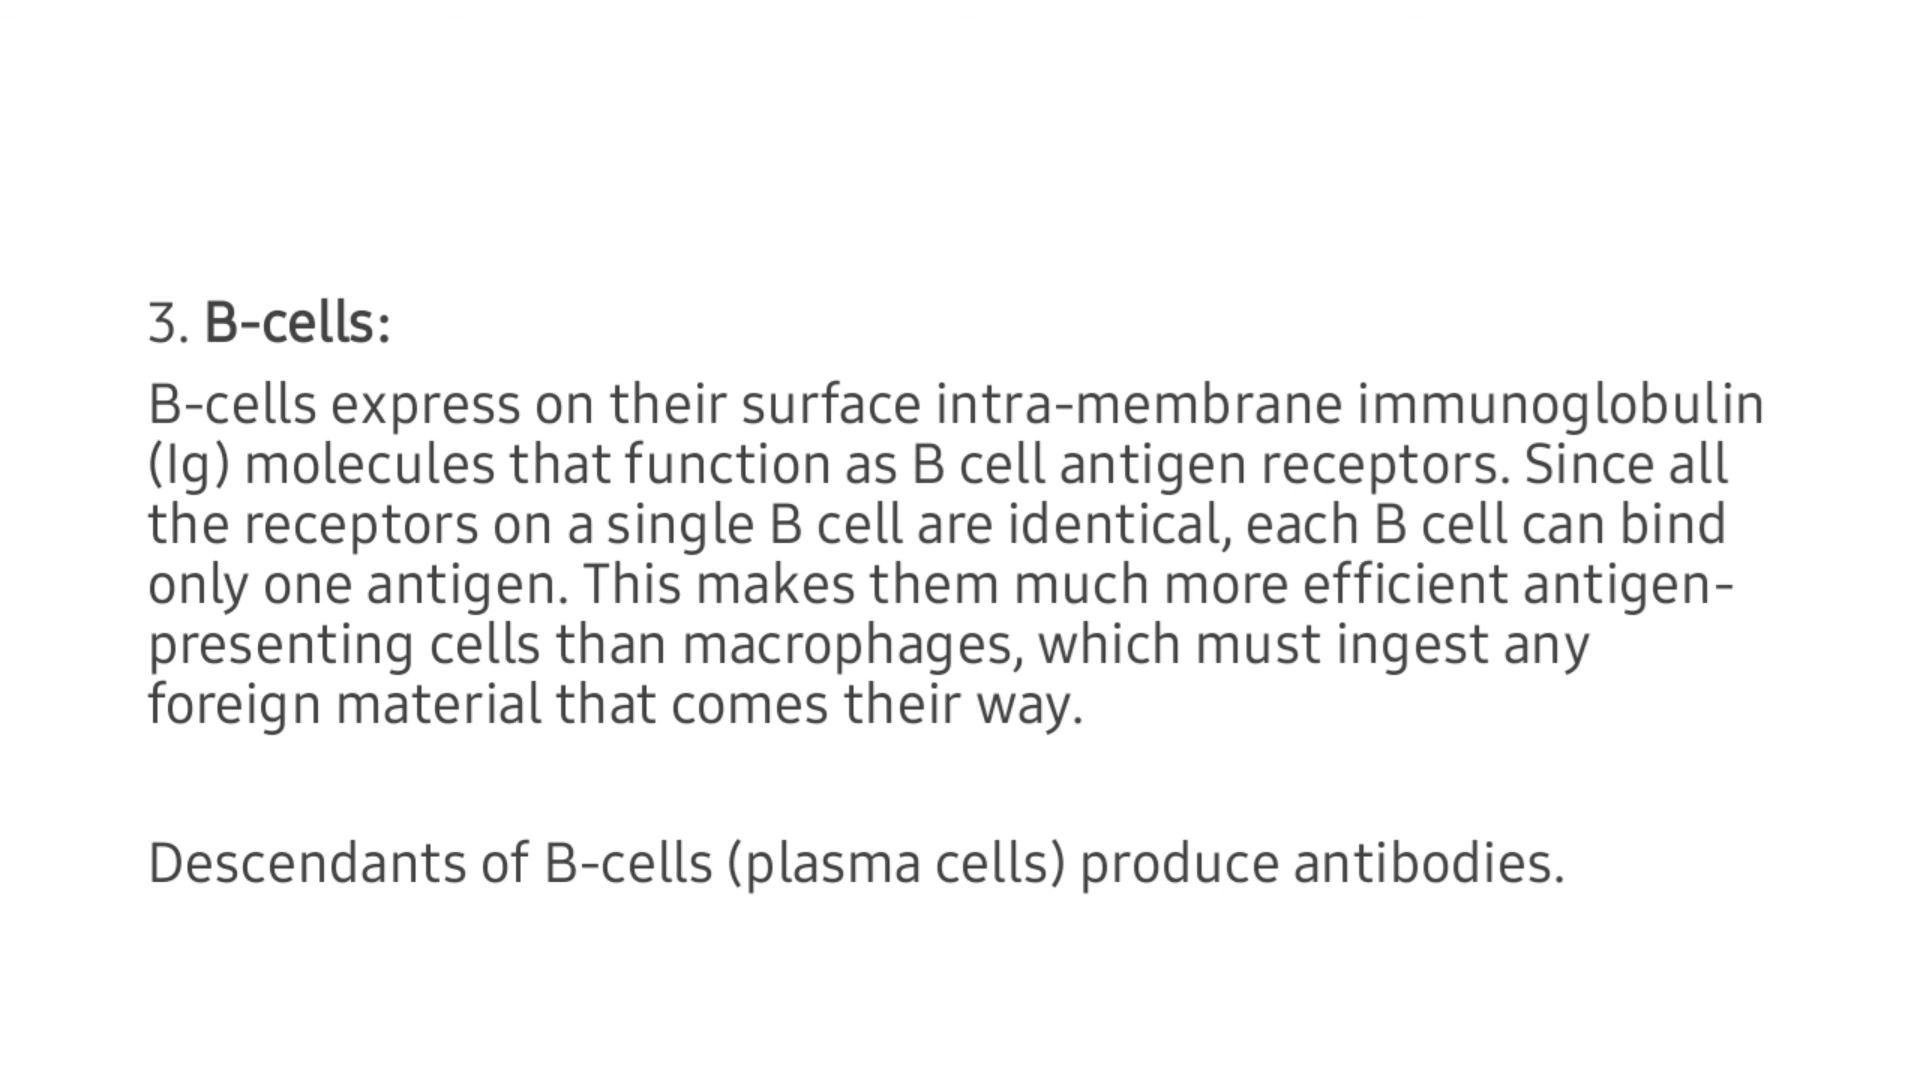 3. B-cells:
B-cells express on their surface intra-membrane immunoglobulin
(Ig) molecules that function as B cell antigen receptors. Since all
the receptors on a single B cell are identical, each B cell can bind
only one antigen. This makes them much more efficient antigen-
presenting cells than macrophages, which must ingest any
foreign material that comes their way.
Descendants of B-cells (plasma cells) produce antibodies.